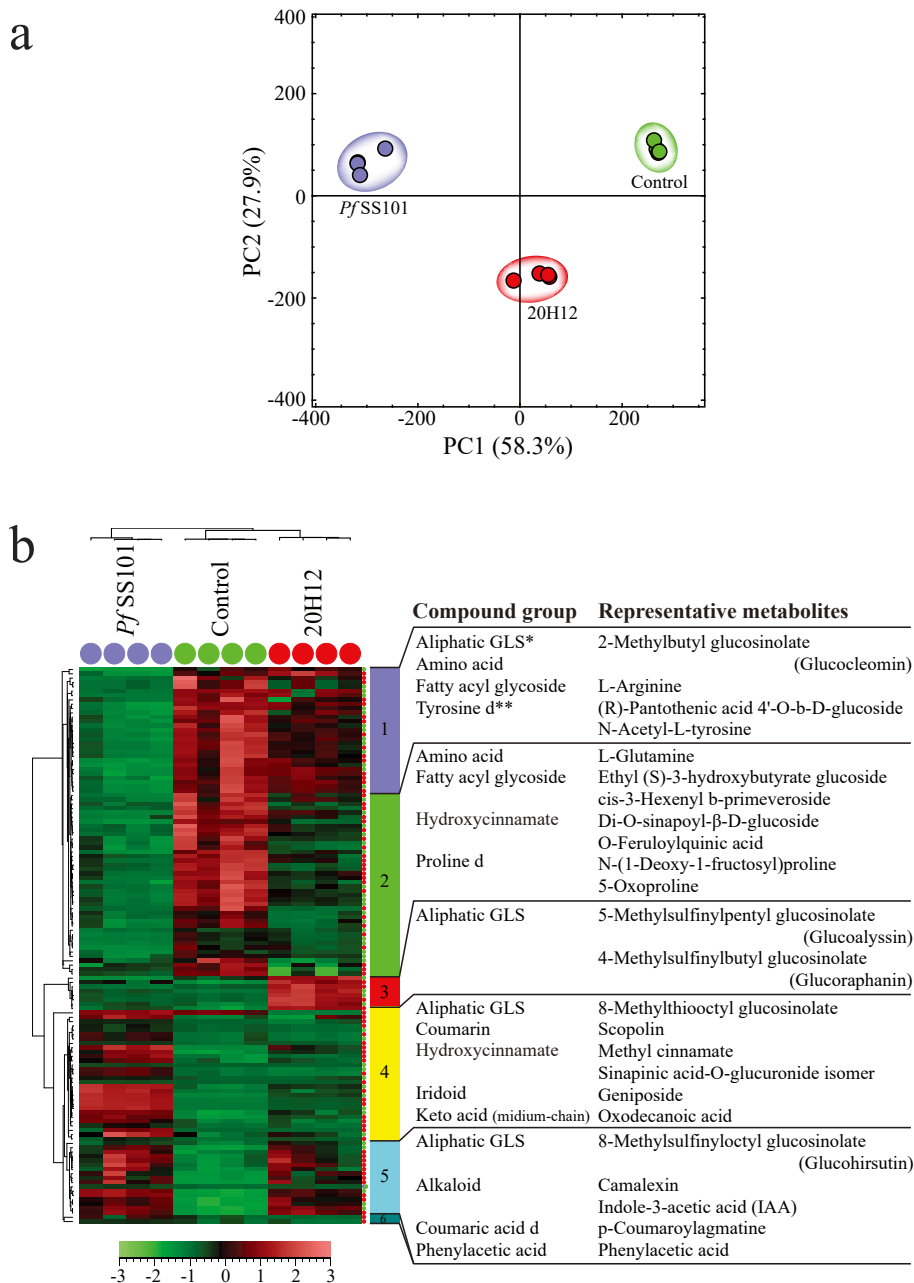 a
400
200
0
-200
-400
PC2 (27.9%)
Pf SS101
Control
20H12
-400
-200
0
200
PC1 (58.3%)
b
Pf SS101
Control
20H12
Compound group Representative metabolites
1
Aliphatic GLS* 2-Methylbutyl glucosinolate
Amino acid (Glucocleomin)
Fatty acyl glycoside L-Arginine
Tyrosine d** (R)-Pantothenic acid 4'-O-b-D-glucoside
N-Acetyl-L-tyrosine
2
Amino acid L-Glutamine
Fatty acyl glycoside Ethyl (S)-3-hydroxybutyrate glucoside
cis-3-Hexenyl b-primeveroside
Hydroxycinnamate Di-O-sinapoyl-β-D-glucoside
O-Feruloylquinic acid
Proline d N-(1-Deoxy-1-fructosyl)proline
5-Oxoproline
3
Aliphatic GLS 5-Methylsulfinylpentyl glucosinolate
(Glucoalyssin)
4-Methylsulfinylbutyl glucosinolate
(Glucoraphanin)
4
Aliphatic GLS 8-Methylthiooctyl glucosinolate
Coumarin Scopolin
Hydroxycinnamate Methyl cinnamate
Sinapinic acid-O-glucuronide isomer
Iridoid Geniposide
Keto acid (midium-chain) Oxodecanoic acid
5
Aliphatic GLS 8-Methylsulfinyloctyl glucosinolate
(Glucohirsutin)
Alkaloid Camalexin
Indole-3-acetic acid (IAA)
6
Coumaric acid d p-Coumaroylagmatine
Phenylacetic acid Phenylacetic acid
-3 -2 -1 0 1 2 3